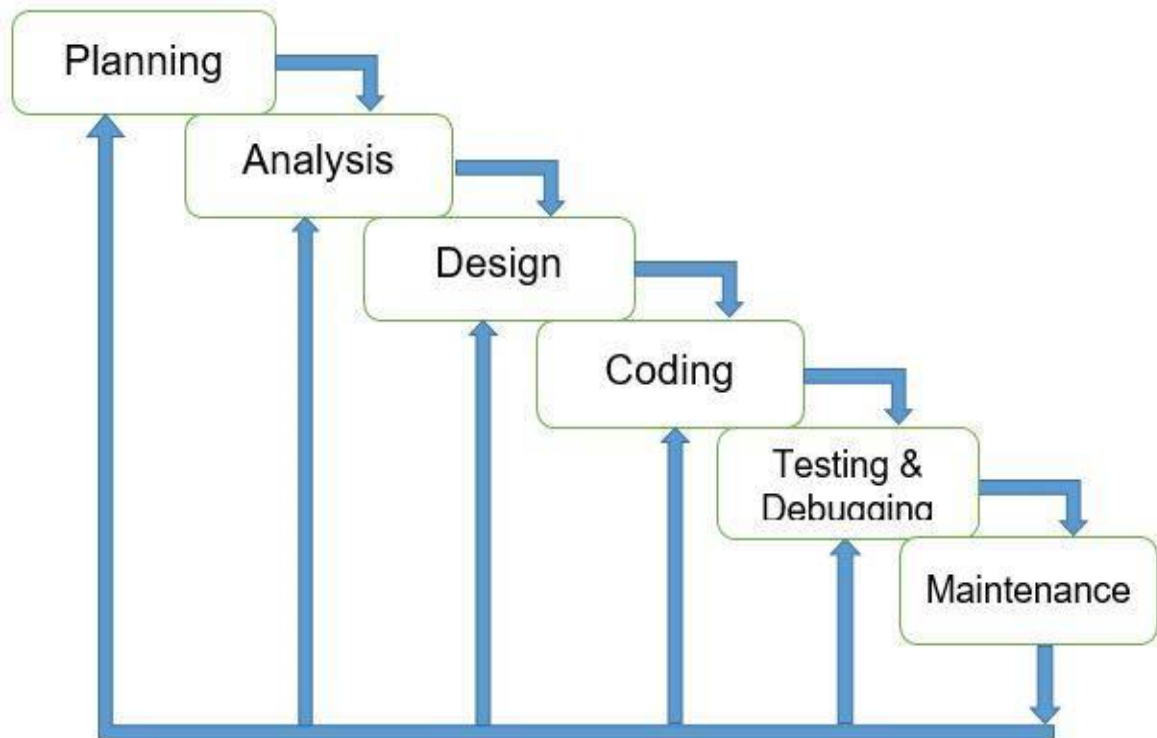 Planning
Analysis
Design
Coding
Testing &
Debugging
Maintenance